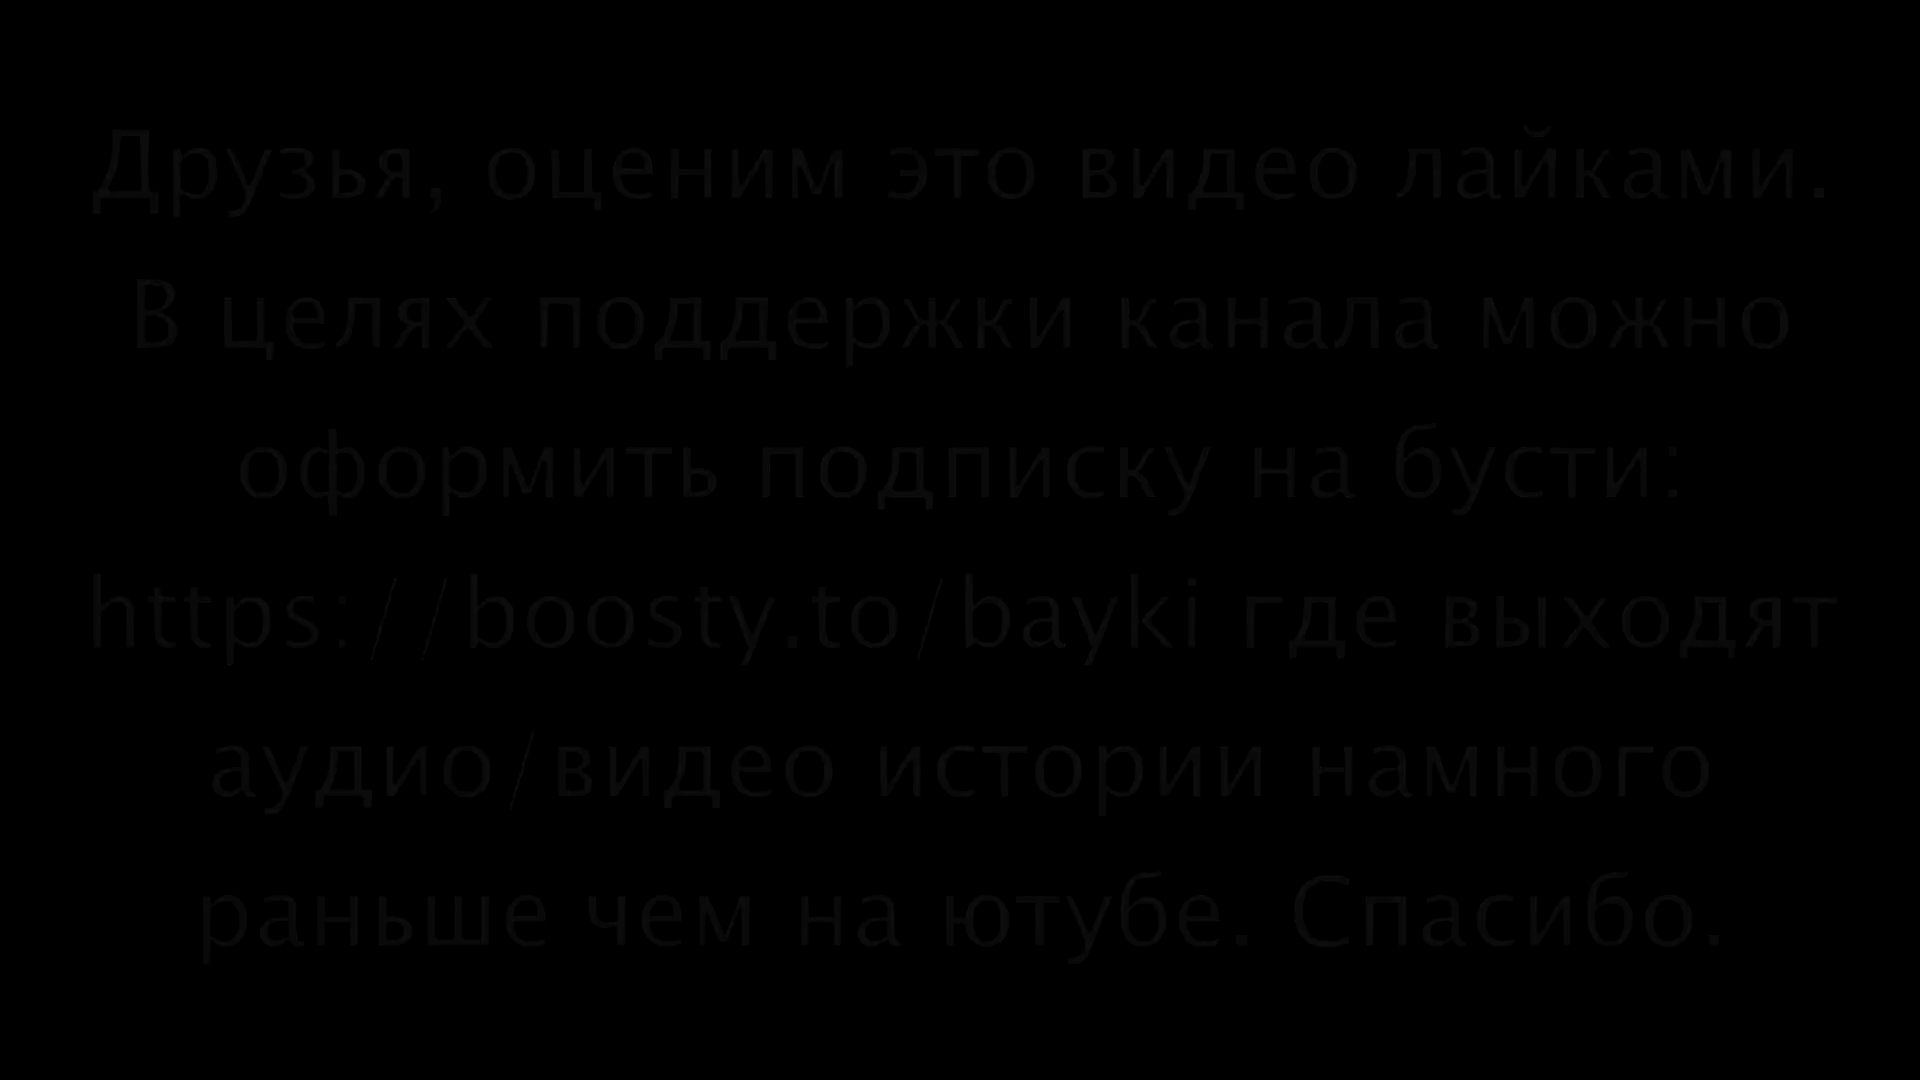 Друзья, оценим это видео лайками.
В целях поддержки канала можно
оформить подписку на бусти:
https://boosty.to/bayki где выходят
аудио/видео истории намного
раньше чем на ютубе. Спасибо.